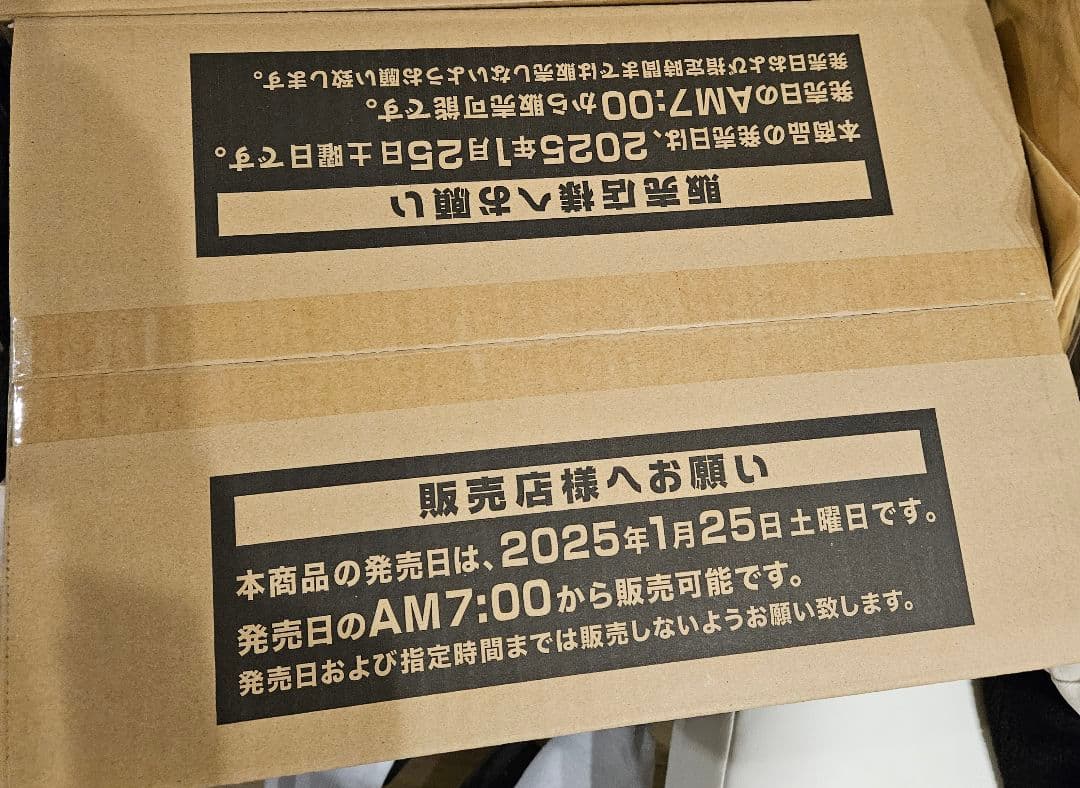 販売店様へお願い
本商品の発売日は、2025年1月25日土曜日です。
発売日のAM7:00から販売可能です。
発売日および指定時間までは販売しないようお願い致します。
販売店様へお願い
本商品の発売日は、2025年1月25日土曜日です。
発売日のAM7:00から販売可能です。
発売日および指定時間までは販売しないようお願い致します。